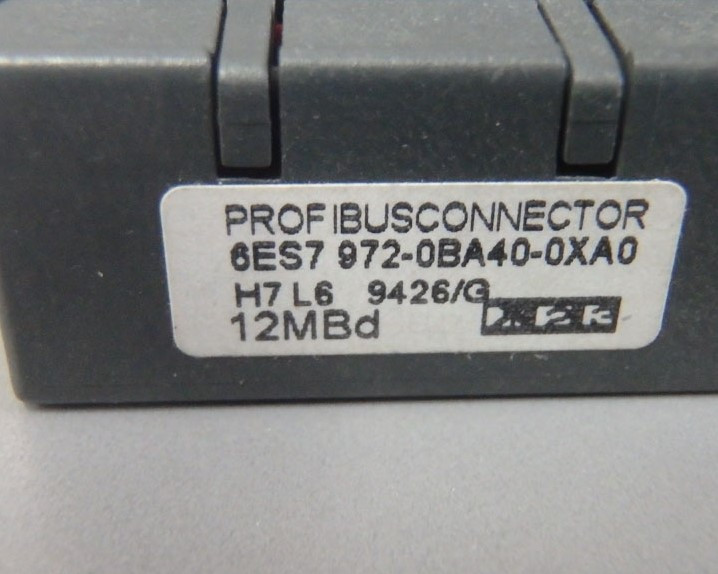 PROFIBUSCONNECTOR
6ES7 972-0BA40-0XA0
H7 L6 9426/G
12MBd